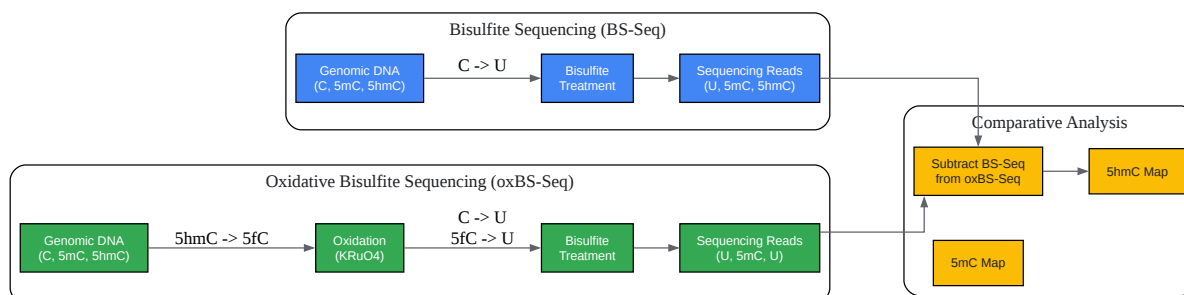 Bisulfite Sequencing (BS-Seq)
Genomic DNA
(C, 5mC, 5hmC)
C -> U
Bisulfite
Treatment
Sequencing Reads
(U, 5mC, 5hmC)
Oxidative Bisulfite Sequencing (oxBS-Seq)
Genomic DNA
(C, 5mC, 5hmC)
5hmC -> 5fC
Oxidation
(KRuO4)
C -> U
5fC -> U
Bisulfite
Treatment
Sequencing Reads
(U, 5mC, U)
Comparative Analysis
Subtract BS-Seq
from oxBS-Seq
5hmC Map
5mC Map